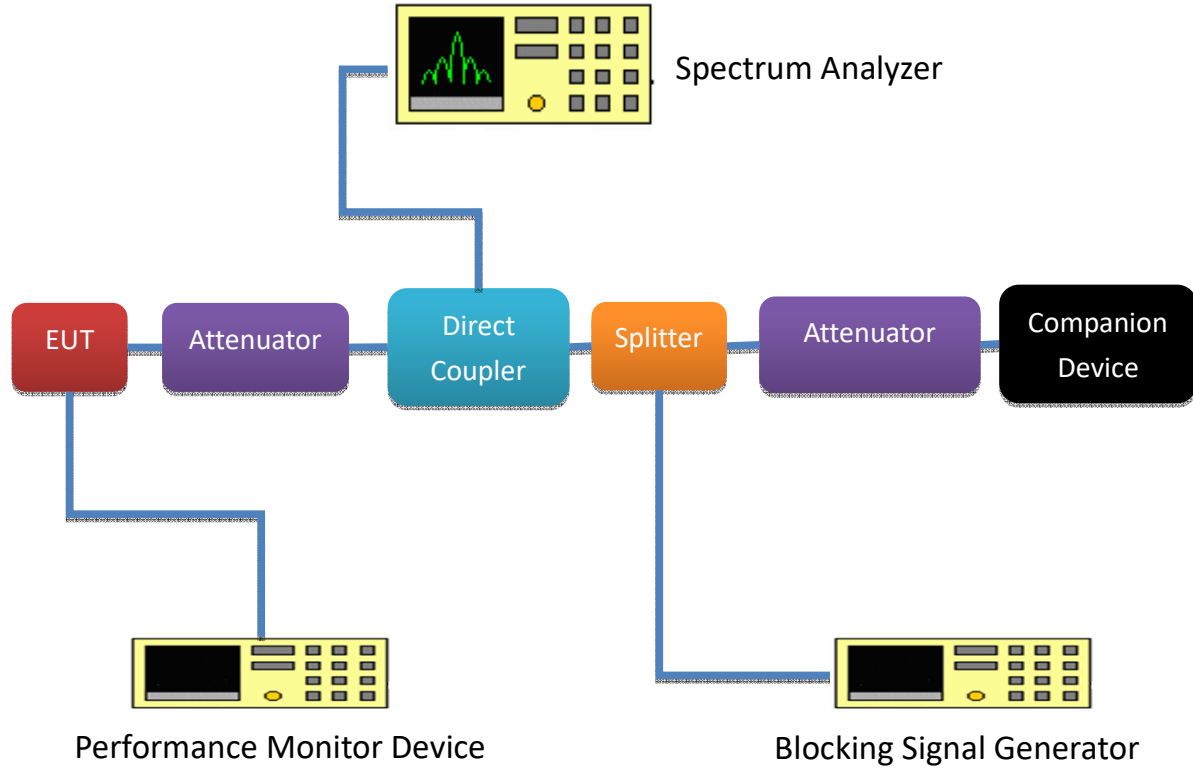 Spectrum Analyzer
EUT
Attenuator
Direct
Coupler
Splitter
Attenuator
Companion
Device
Performance Monitor Device
Blocking Signal Generator